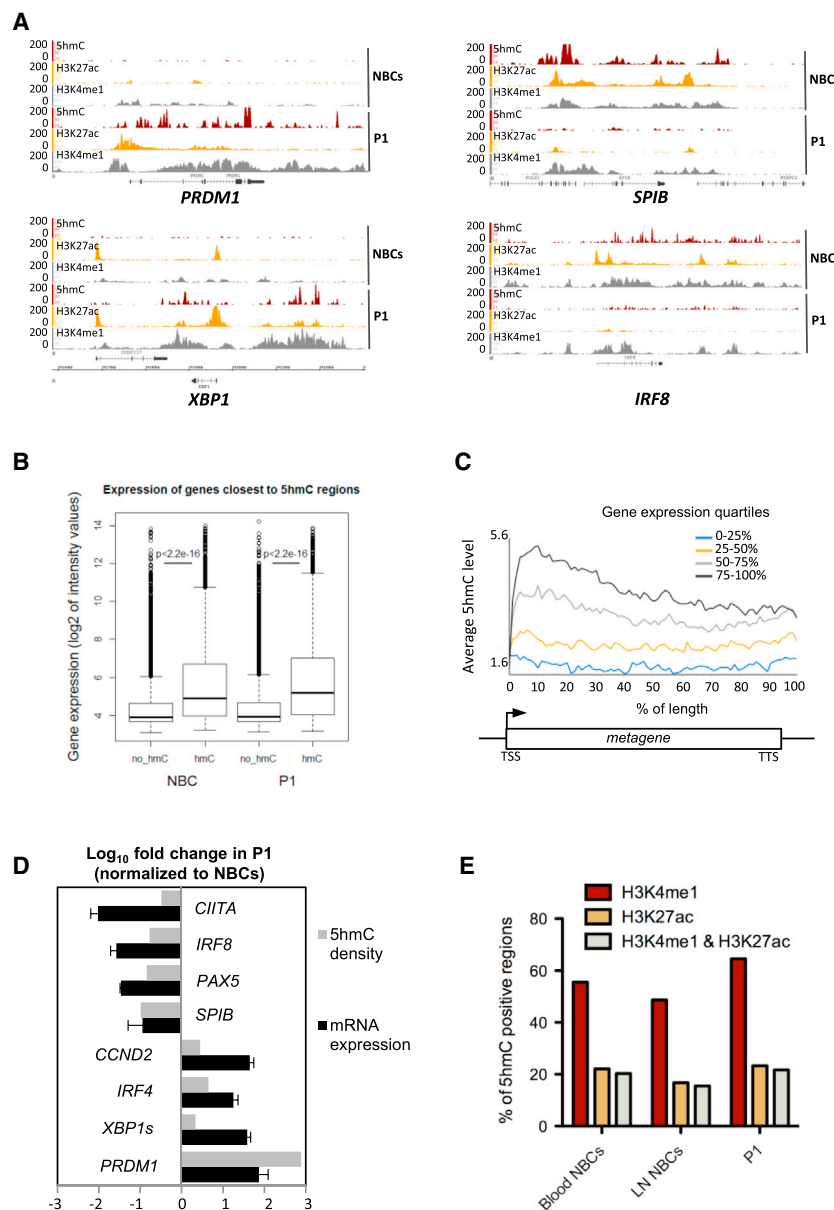 A
200
0
5hmC
200
0
H3K27ac
200
0
H3K4me1
NBCs
200
0
5hmC
200
0
H3K27ac
200
0
H3K4me1
P1
PRDM1 PRDM1
PRDM1
200
0
5hmC
200
0
H3K27ac
200
0
H3K4me1
NBC
200
0
5hmC
200
0
H3K27ac
200
0
H3K4me1
P1
SPIB
SPIB
200
0
5hmC
200
0
H3K27ac
200
0
H3K4me1
NBCs
200
0
5hmC
200
0
H3K27ac
200
0
H3K4me1
P1
CCDC117
XBP1
XBP1
200
0
5hmC
200
0
H3K27ac
200
0
H3K4me1
NBC
200
0
5hmC
200
0
H3K27ac
200
0
H3K4me1
P1
IRF8
IRF8
B
Expression of genes closest to 5hmC regions
Gene expression (log2 of intensity values)
14
12
10
8
6
4
p<2.2e-16
p<2.2e-16
no_hmC hmC no_hmC hmC
NBC P1
C
Gene expression quartiles
0-25%
25-50%
50-75%
75-100%
Average 5hmC level
5.6
1.6
0 10 20 30 40 50 60 70 80 90 100
% of length
metagene
TSS TTS
D
Log10 fold change in P1
(normalized to NBCs)
CIITA
IRF8
PAX5
SPIB
CCND2
IRF4
XBP1s
PRDM1
5hmC
density
mRNA
expression
-3 -2 -1 0 1 2 3
E
H3K4me1
H3K27ac
H3K4me1 & H3K27ac
% of 5hmC positive regions
80
60
40
20
0
Blood NBCs
LN NBCs
P1